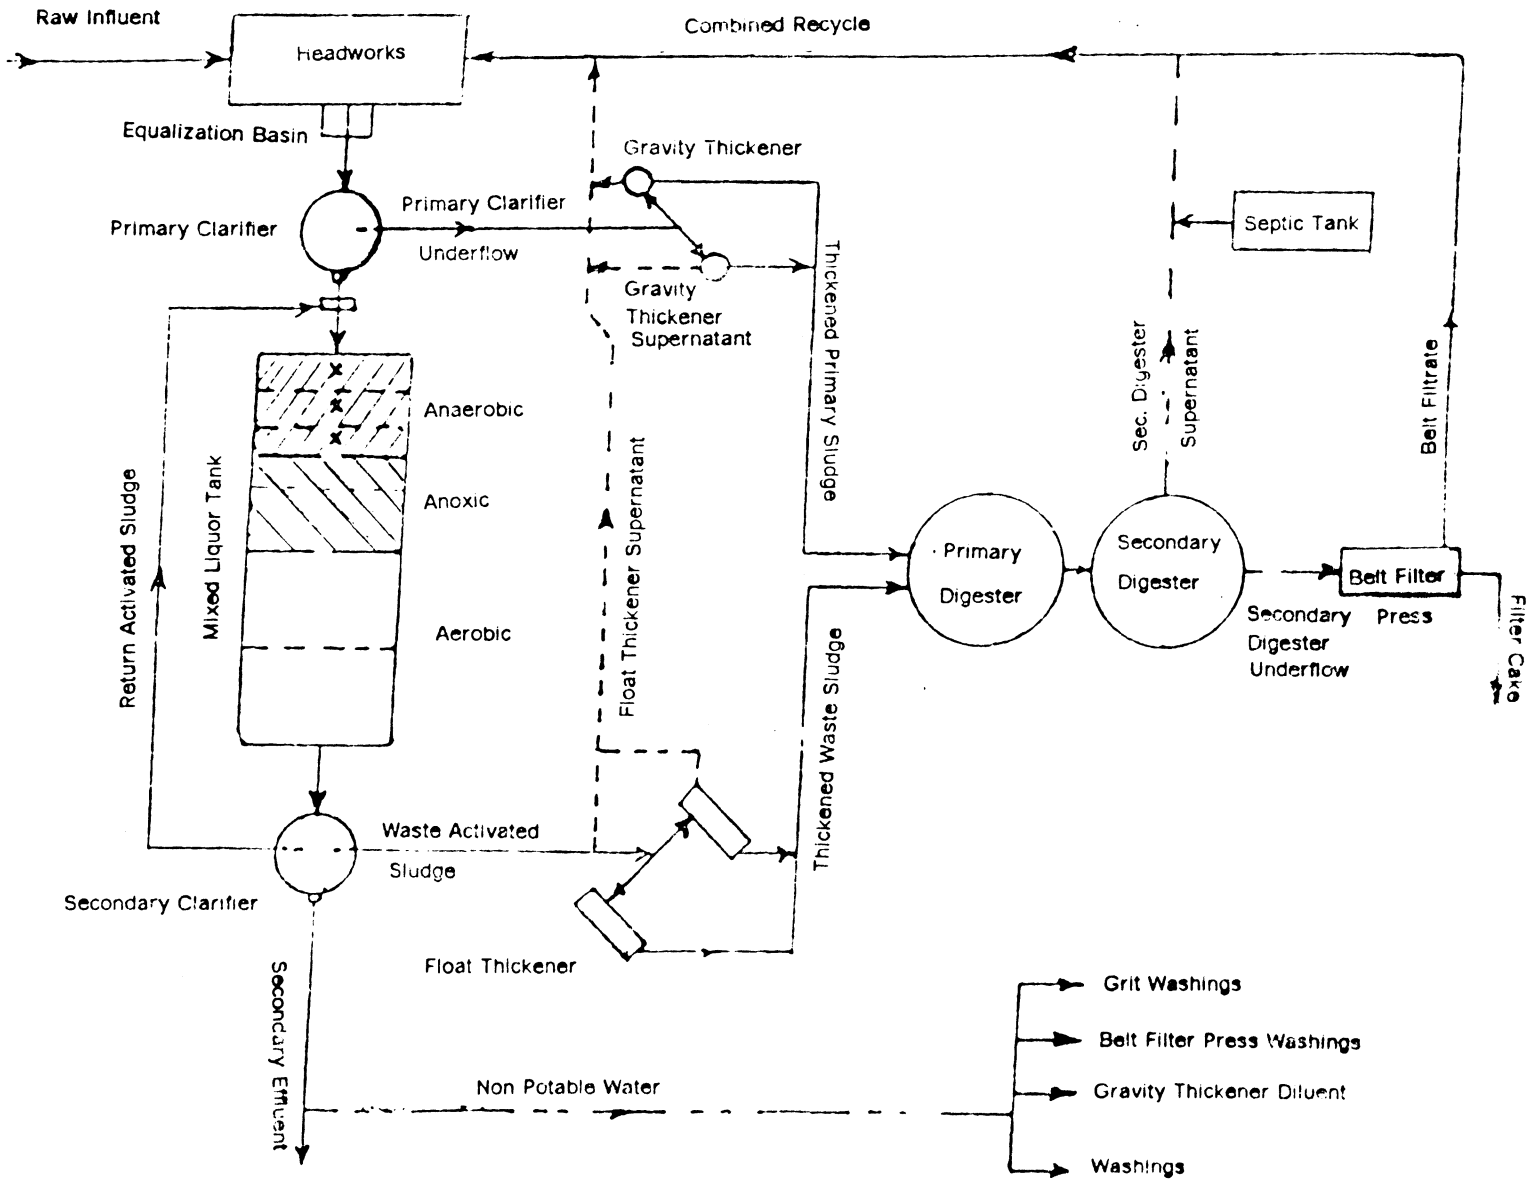 Raw Influent
Combined Recycle
Headworks
Equalization Basin
Gravity Thickener
Primary Clarifier
Primary Clarifier
Underflow
Septic Tank
Gravity
Thickener
Supernatant
Thickened Primary Sludge
Sec. Digester
Supernatant
Belt Filtrate
Anaerobic
Anoxic
Aerobic
Mixed Liquor Tank
Return Activated Sludge
Float Thickener Supernatant
Primary
Digester
Secondary
Digester
Belt Filter
Press
Secondary
Digester
Underflow
Filter Cake
Thickened Waste Sludge
Waste Activated
Sludge
Secondary Clarifier
Float Thickener
Secondary Effluent
Non Potable Water
Grit Washings
Belt Filter Press Washings
Gravity Thickener Diluent
Washings